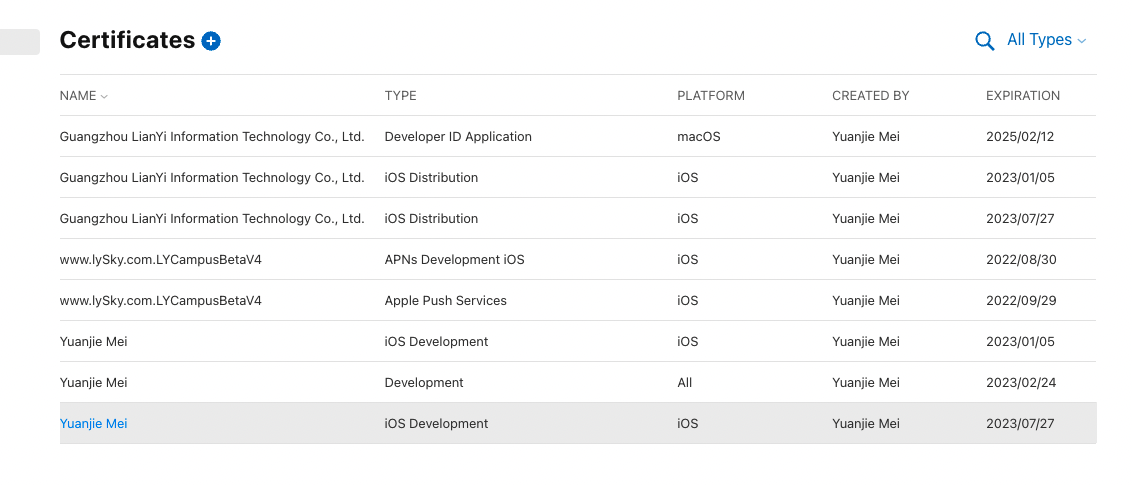 Certificates
All Types
NAME TYPE PLATFORM CREATED BY EXPIRATION
Guangzhou LianYi Information Technology Co., Ltd. Developer ID Application macOS Yuanjie Mei 2025/02/12
Guangzhou LianYi Information Technology Co., Ltd. iOS Distribution iOS Yuanjie Mei 2023/01/05
Guangzhou LianYi Information Technology Co., Ltd. iOS Distribution iOS Yuanjie Mei 2023/07/27
www.lySky.com.LYCampusBetaV4 APNs Development iOS iOS Yuanjie Mei 2022/08/30
www.lySky.com.LYCampusBetaV4 Apple Push Services iOS Yuanjie Mei 2022/09/29
Yuanjie Mei iOS Development iOS Yuanjie Mei 2023/01/05
Yuanjie Mei Development All Yuanjie Mei 2023/02/24
Yuanjie Mei iOS Development iOS Yuanjie Mei 2023/07/27